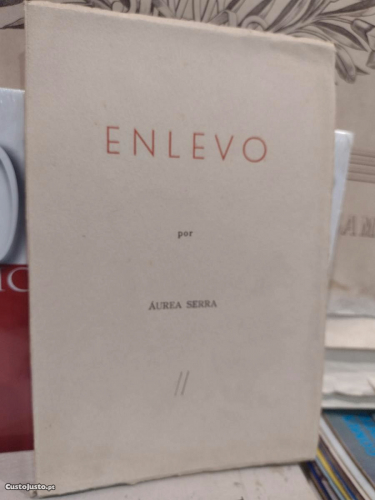 ENLEVO
por
ÁUREA SERRA
//
CustoJusto.pt